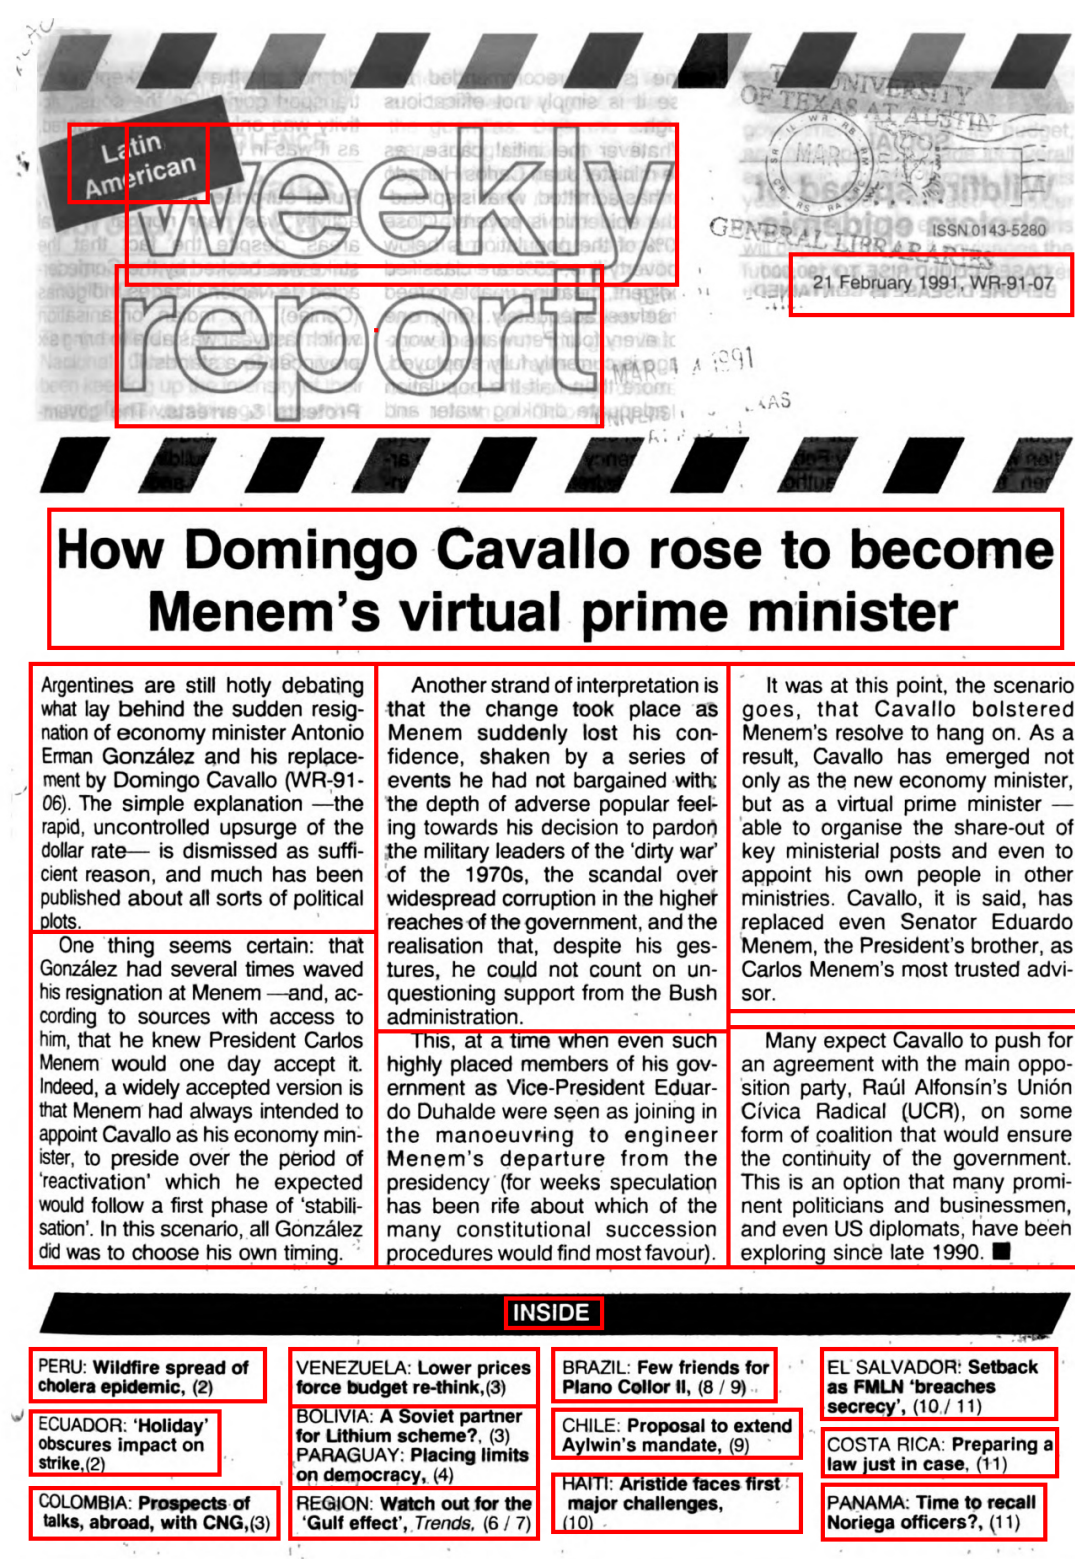 Latin
American
weekly
report
THE UNIVERSITY
OF TEXAS AT AUSTIN
MAR
GENERAL LIBRARIES
ISSN 0143-5280
21 February 1991, WR-91-07
MAR 1991
How Domingo Cavallo rose to become
Menem's virtual prime minister
Argentines are still hotly debating
what lay behind the sudden resig-
nation of economy minister Antonio
Erman González and his replace-
ment by Domingo Cavallo (WR-91-
06). The simple explanation —the
rapid, uncontrolled upsurge of the
dollar rate— is dismissed as suffi-
cient reason, and much has been
published about all sorts of political
plots.
One thing seems certain: that
González had several times waved
his resignation at Menem —and, ac-
cording to sources with access to
him, that he knew President Carlos
Menem would one day accept it.
Indeed, a widely accepted version is
that Menem had always intended to
appoint Cavallo as his economy min-
ister, to preside over the period of
'reactivation' which he expected
would follow a first phase of 'stabili-
sation'. In this scenario, all González
did was to choose his own timing.
Another strand of interpretation is
that the change took place as
Menem suddenly lost his con-
fidence, shaken by a series of
events he had not bargained with:
the depth of adverse popular feel-
ing towards his decision to pardon
the military leaders of the 'dirty war'
of the 1970s, the scandal over
widespread corruption in the higher
reaches of the government, and the
realisation that, despite his ges-
tures, he could not count on un-
questioning support from the Bush
administration.
This, at a time when even such
highly placed members of his gov-
ernment as Vice-President Eduar-
do Duhalde were seen as joining in
the manoeuvring to engineer
Menem's departure from the
presidency (for weeks speculation
has been rife about which of the
many constitutional succession
procedures would find most favour).
It was at this point, the scenario
goes, that Cavallo bolstered
Menem's resolve to hang on. As a
result, Cavallo has emerged not
only as the new economy minister,
but as a virtual prime minister —
able to organise the share-out of
key ministerial posts and even to
appoint his own people in other
ministries. Cavallo, it is said, has
replaced even Senator Eduardo
Menem, the President's brother, as
Carlos Menem's most trusted advi-
sor.
Many expect Cavallo to push for
an agreement with the main oppo-
sition party, Raúl Alfonsín's Unión
Cívica Radical (UCR), on some
form of coalition that would ensure
the continuity of the government.
This is an option that many promi-
nent politicians and businessmen,
and even US diplomats, have been
exploring since late 1990. ■
INSIDE
PERU: Wildfire spread of
cholera epidemic, (2)
ECUADOR: 'Holiday'
obscures impact on
strike,(2)
COLOMBIA: Prospects of
talks, abroad, with CNG,(3)
VENEZUELA: Lower prices
force budget re-think,(3)
BOLIVIA: A Soviet partner
for Lithium scheme?, (3)
PARAGUAY: Placing limits
on democracy, (4)
REGION: Watch out for the
'Gulf effect', Trends, (6 / 7)
BRAZIL: Few friends for
Plano Collor II, (8 / 9)
CHILE: Proposal to extend
Aylwin's mandate, (9)
HAITI: Aristide faces first
major challenges,
(10)
EL SALVADOR: Setback
as FMLN 'breaches
secrecy', (10 / 11)
COSTA RICA: Preparing a
law just in case, (11)
PANAMA: Time to recall
Noriega officers?, (11)